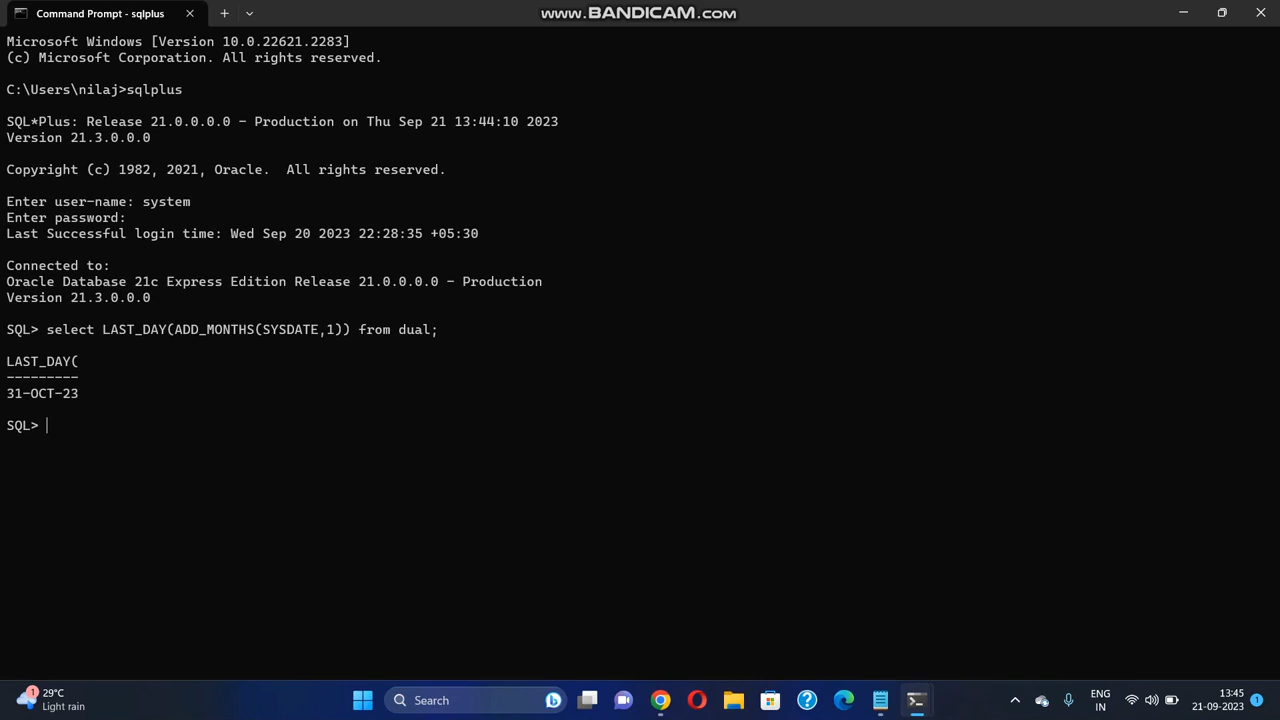 Command Prompt - sqlplus
www.BANDICAM.com
Microsoft Windows [Version 10.0.22621.2283]
(c) Microsoft Corporation. All rights reserved.
C:\Users\nilaj>sqlplus
SQL*Plus: Release 21.0.0.0.0 - Production on Thu Sep 21 13:44:10 2023
Version 21.3.0.0.0
Copyright (c) 1982, 2021, Oracle.  All rights reserved.
Enter user-name: system
Enter password:
Last Successful login time: Wed Sep 20 2023 22:28:35 +05:30
Connected to:
Oracle Database 21c Express Edition Release 21.0.0.0.0 - Production
Version 21.3.0.0.0
SQL> select LAST_DAY(ADD_MONTHS(SYSDATE,1)) from dual;
LAST_DAY(
---------
31-OCT-23
SQL>
1
29°C
Light rain
Search
ENG
IN
13:45
21-09-2023
1